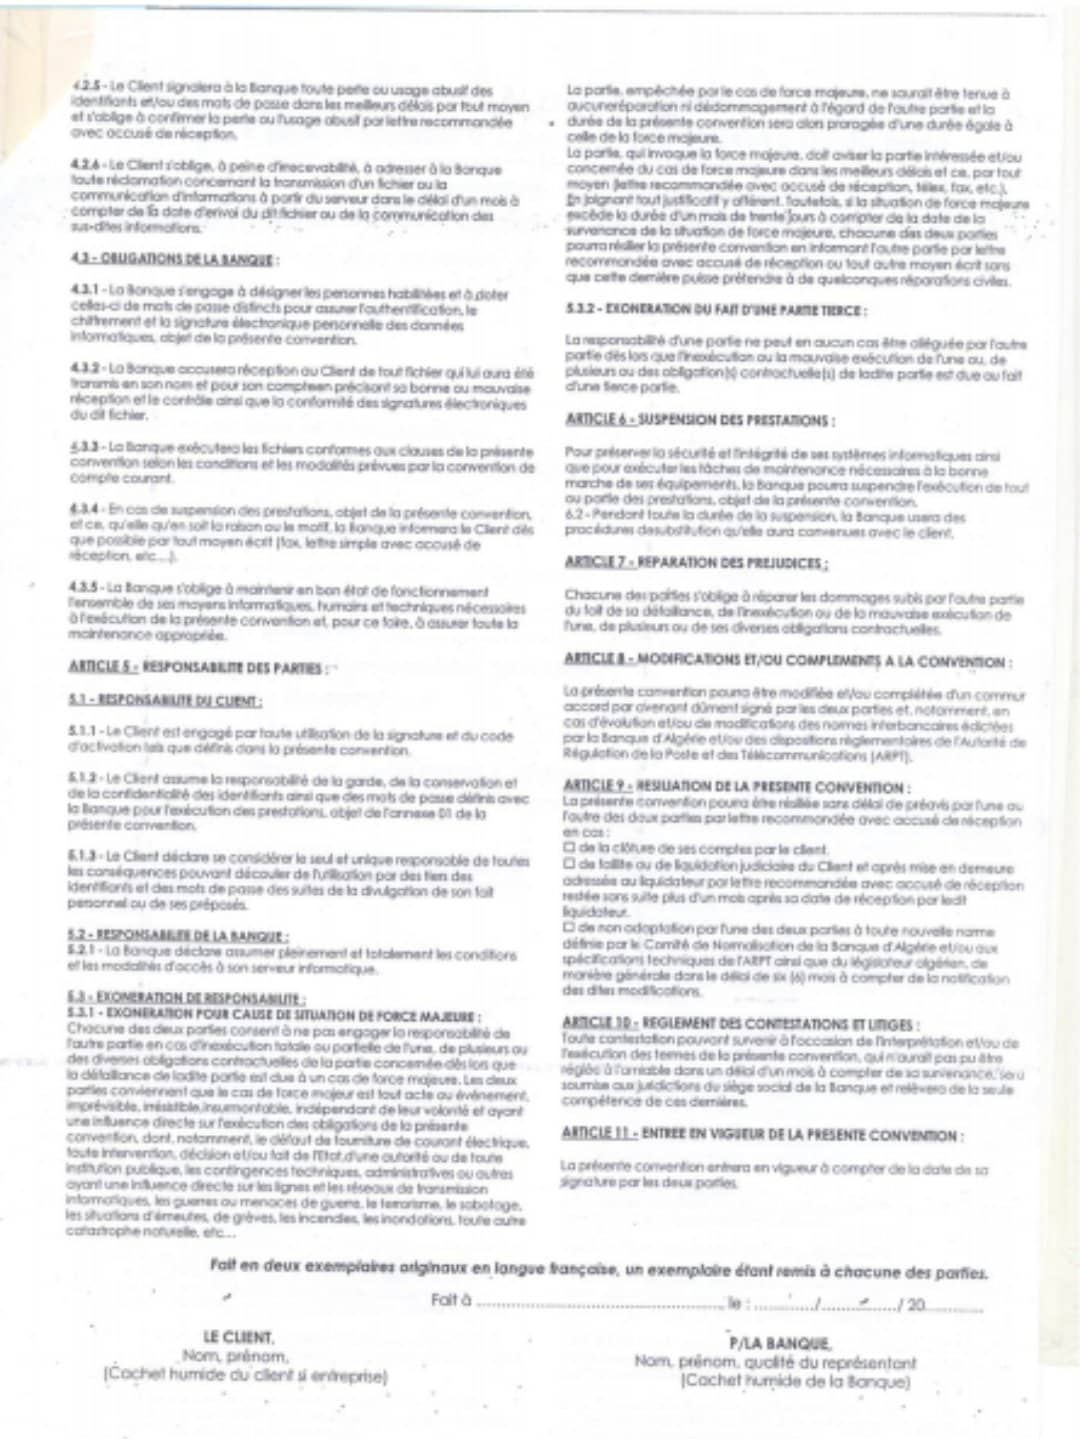 4.2.5 - Le Client signalera à la Banque toute perte ou usage abusif des
identifiants et/ou des mots de passe dans les meilleurs délais par tout moyen
et s'oblige à confirmer la perte ou l'usage abusif par lettre recommandée
avec accusé de réception.
4.2.6 - Le Client s'oblige, à peine d'irrecevabilité, à adresser à la Banque
toute réclamation concernant la transmission d'un fichier ou la
communication d'informations à partir du serveur dans le délai d'un mois à
compter de la date d'envoi du dit fichier ou de la communication des
sus-dites informations.
4.3 - OBLIGATIONS DE LA BANQUE :
4.3.1 - La Banque s'engage à désigner les personnes habilitées et à doter
celles-ci de mots de passe distincts pour assurer l'authentification, le
chiffrement et la signature électronique personnelle des données
informatiques, objet de la présente convention.
4.3.2 - La Banque accusera réception au Client de tout fichier qui lui aura été
transmis en son nom et pour son compte en précisant sa bonne ou mauvaise
réception et le contrôle ainsi que la conformité des signatures électroniques
du dit fichier.
4.3.3 - La Banque exécutera les fichiers conformes aux clauses de la présente
convention selon les conditions et les modalités prévues par la convention de
compte courant.
4.3.4 - En cas de suspension des prestations, objet de la présente convention,
et ce, qu'elle qu'en soit la raison ou le motif, la Banque informera le Client dès
que possible par tout moyen écrit (fax, lettre simple avec accusé de
réception, etc...).
4.3.5 - La Banque s'oblige à maintenir en bon état de fonctionnement
l'ensemble de ses moyens informatiques, humains et techniques nécessaires
à l'exécution de la présente convention et, pour ce faire, à assurer toute la
maintenance appropriée.
ARTICLE 5 - RESPONSABILITE DES PARTIES :
5.1 - RESPONSABILITE DU CLIENT :
5.1.1 - Le Client est engagé par toute utilisation de la signature et du code
d'activation tels que définis dans la présente convention.
5.1.2 - Le Client assume la responsabilité de la garde, de la conservation et
de la confidentialité des identifiants ainsi que des mots de passe définis avec
la Banque pour l'exécution des prestations, objet de l'annexe 01 de la
présente convention.
5.1.3 - Le Client déclare se considérer le seul et unique responsable de toutes
les conséquences pouvant découler de l'utilisation par des tiers des
identifiants et des mots de passe des suites de la divulgation de son fait
personnel ou de ses préposés.
5.2 - RESPONSABILITE DE LA BANQUE :
5.2.1 - La Banque déclare assumer pleinement et totalement les conditions
et les modalités d'accès à son serveur informatique.
5.3 - EXONERATION DE RESPONSABILITE :
5.3.1 - EXONERATION POUR CAUSE DE SITUATION DE FORCE MAJEURE :
Chacune des deux parties consent à ne pas engager la responsabilité de
l'autre partie en cas d'inexécution totale ou partielle de l'une, de plusieurs ou
des diverses obligations contractuelles de la partie concernée dès lors que
la défaillance de ladite partie est due à un cas de force majeure. Les deux
parties conviennent que le cas de force majeur est tout acte ou événement,
imprévisible, irrésistible, insurmontable, indépendant de leur volonté et ayant
une influence directe sur l'exécution des obligations de la présente
convention, dont, notamment, le défaut de fourniture de courant électrique,
toute intervention, décision et/ou fait de l'Etat, d'une autorité ou de toute
institution publique, les contingences techniques, administratives ou autres
ayant une influence directe sur les lignes et les réseaux de transmission
informatiques, les guerres ou menaces de guerre, le terrorisme, le sabotage,
les situations d'émeutes, de grèves, les incendies, les inondations, toute autre
catastrophe naturelle, etc...
La partie, empêchée par le cas de force majeure, ne saurait être tenue à
aucune réparation ni dédommagement à l'égard de l'autre partie et la
durée de la présente convention sera alors prorogée d'une durée égale à
celle de la force majeure.
La partie, qui invoque la force majeure, doit aviser la partie intéressée et/ou
concernée du cas de force majeure dans les meilleurs délais et ce, par tout
moyen (lettre recommandée avec accusé de réception, télex, fax, etc.).
En joignant tout justificatif y afférent. Toutefois, si la situation de force majeure
excède la durée d'un mois de trente jours à compter de la date de la
survenance de la situation de force majeure, chacune des deux parties
pourra résilier la présente convention en informant l'autre partie par lettre
recommandée avec accusé de réception ou tout autre moyen écrit sans
que cette dernière puisse prétendre à de quelconques réparations civiles.
5.3.2 - EXONERATION DU FAIT D'UNE PARTIE TIERCE :
La responsabilité d'une partie ne peut en aucun cas être alléguée par l'autre
partie dès lors que l'inexécution ou la mauvaise exécution de l'une ou, de
plusieurs ou des obligation(s) contractuelle(s) de ladite partie est due au fait
d'une tierce partie.
ARTICLE 6 - SUSPENSION DES PRESTATIONS :
Pour préserver la sécurité et l'intégrité de ses systèmes informatiques ainsi
que pour exécuter les tâches de maintenance nécessaires à la bonne
marche de ses équipements, la Banque pourra suspendre l'exécution de tout
ou partie des prestations, objet de la présente convention.
6.2 - Pendant toute la durée de la suspension, la Banque usera des
procédures de substitution qu'elle aura convenues avec le client.
ARTICLE 7 - REPARATION DES PREJUDICES :
Chacune des parties s'oblige à réparer les dommages subis par l'autre partie
du fait de sa défaillance, de l'inexécution ou de la mauvaise exécution de
l'une, de plusieurs ou de ses diverses obligations contractuelles.
ARTICLE 8 - MODIFICATIONS ET/OU COMPLEMENTS A LA CONVENTION :
La présente convention pourra être modifiée et/ou complétée d'un commun
accord par avenant dûment signé par les deux parties et, notamment, en
cas d'évolution et/ou de modifications des normes interbancaires édictées
par la Banque d'Algérie et/ou des dispositions règlementaires de l'Autorité de
Régulation de la Poste et des Télécommunications (ARPT).
ARTICLE 9 - RESILIATION DE LA PRESENTE CONVENTION :
La présente convention pourra être résiliée sans délai de préavis par l'une ou
l'autre des deux parties par lettre recommandée avec accusé de réception
en cas :
☐ de la clôture de ses comptes par le client.
☐ de faillite ou de liquidation judiciaire du Client et après mise en demeure
adressée au liquidateur par lettre recommandée avec accusé de réception
restée sans suite plus d'un mois après sa date de réception par ledit
liquidateur.
☐ de non adoptation par l'une des deux parties à toute nouvelle norme
définie par le Comité de Normalisation de la Banque d'Algérie et/ou aux
spécifications techniques de l'ARPT ainsi que du législateur algérien, de
manière générale dans le délai de six (6) mois à compter de la notification
des dites modifications.
ARTICLE 10 - REGLEMENT DES CONTESTATIONS ET LITIGES :
Toute contestation pouvant survenir à l'occasion de l'interprétation et/ou de
l'exécution des termes de la présente convention, qui n'aurait pas pu être
réglée à l'amiable dans un délai d'un mois à compter de sa survenance, sera
soumise aux juridictions du siège social de la Banque et relèvera de la seule
compétence de ces dernières.
ARTICLE 11 - ENTREE EN VIGUEUR DE LA PRESENTE CONVENTION :
La présente convention entrera en vigueur à compter de la date de sa
signature par les deux parties.
Fait en deux exemplaires originaux en langue française, un exemplaire étant remis à chacune des parties.
Fait à .................................................. le : ............/............/ 20............
LE CLIENT,
Nom, prénom,
(Cachet humide du client si entreprise)
P/LA BANQUE,
Nom, prénom, qualité du représentant
(Cachet humide de la Banque)